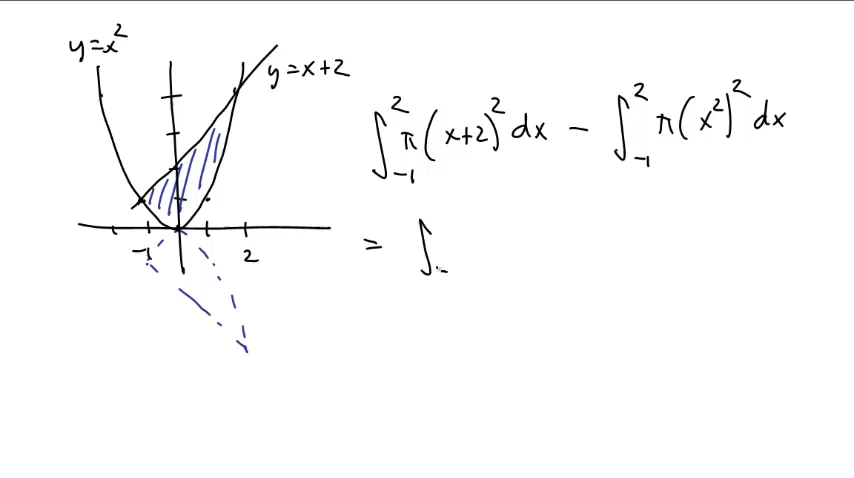 y=x²
y=x+2
∫₋₁² π(x+2)² dx − ∫₋₁² π(x²)² dx
= ∫
-1 2